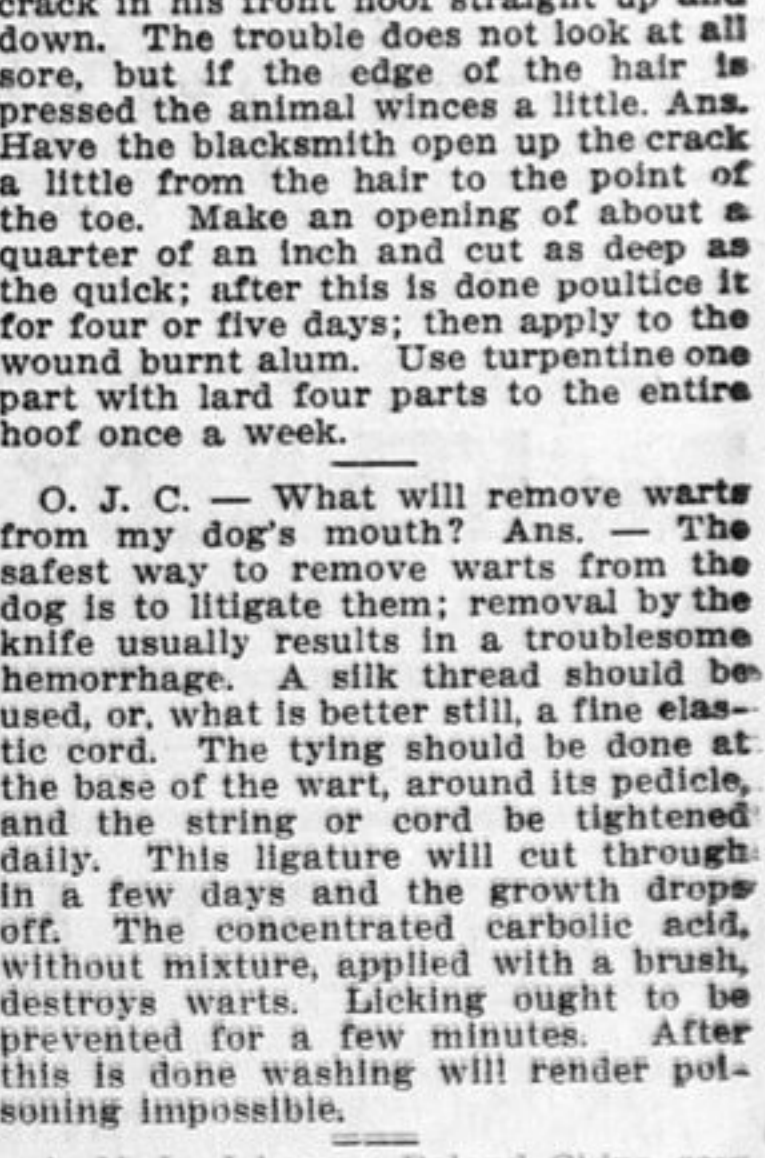 crack in his front hoof straight up and
down. The trouble does not look at all
sore, but if the edge of the hair is
pressed the animal winces a little. Ans.
Have the blacksmith open up the crack
a little from the hair to the point of
the toe. Make an opening of about a
quarter of an inch and cut as deep as
the quick; after this is done poultice it
for four or five days; then apply to the
wound burnt alum. Use turpentine one
part with lard four parts to the entire
hoof once a week.
O. J. C. — What will remove warts
from my dog's mouth? Ans. — The
safest way to remove warts from the
dog is to litigate them; removal by the
knife usually results in a troublesome
hemorrhage. A silk thread should be
used, or, what is better still, a fine elas-
tic cord. The tying should be done at
the base of the wart, around its pedicle,
and the string or cord be tightened
daily. This ligature will cut through
in a few days and the growth drops
off. The concentrated carbolic acid,
without mixture, applied with a brush,
destroys warts. Licking ought to be
prevented for a few minutes. After
this is done washing will render poi-
soning impossible.